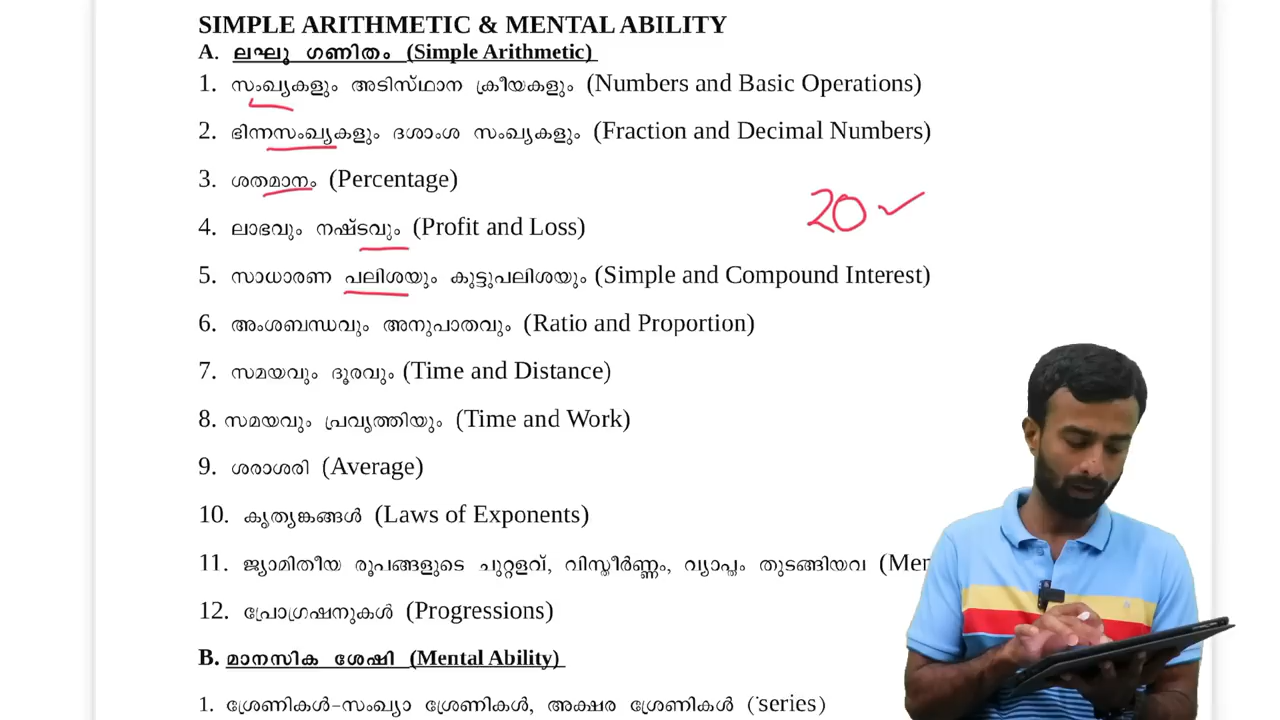 SIMPLE ARITHMETIC & MENTAL ABILITY
A. ലഘു ഗണിതം (Simple Arithmetic)
1. സംഖ്യകളും അടിസ്ഥാന ക്രീയകളും (Numbers and Basic Operations)
2. ഭിന്നസംഖ്യകളും ദശാംശ സംഖ്യകളും (Fraction and Decimal Numbers)
3. ശതമാനം (Percentage)
20
4. ലാഭവും നഷ്ടവും (Profit and Loss)
5. സാധാരണ പലിശയും കൂട്ടുപലിശയും (Simple and Compound Interest)
6. അംശബന്ധവും അനുപാതവും (Ratio and Proportion)
7. സമയവും ദൂരവും (Time and Distance)
8. സമയവും പ്രവൃത്തിയും (Time and Work)
9. ശരാശരി (Average)
10. കൃത്യങ്കങ്ങൾ (Laws of Exponents)
11. ജ്യാമിതീയ രൂപങ്ങളുടെ ചുറ്റളവ്, വിസ്തീർണ്ണം, വ്യാപ്തം തുടങ്ങിയവ (Men
12. പ്രോഗ്രഷനുകൾ (Progressions)
B. മാനസിക ശേഷി (Mental Ability)
1. ശ്രേണികൾ-സംഖ്യാ ശ്രേണികൾ, അക്ഷര ശ്രേണികൾ (series)